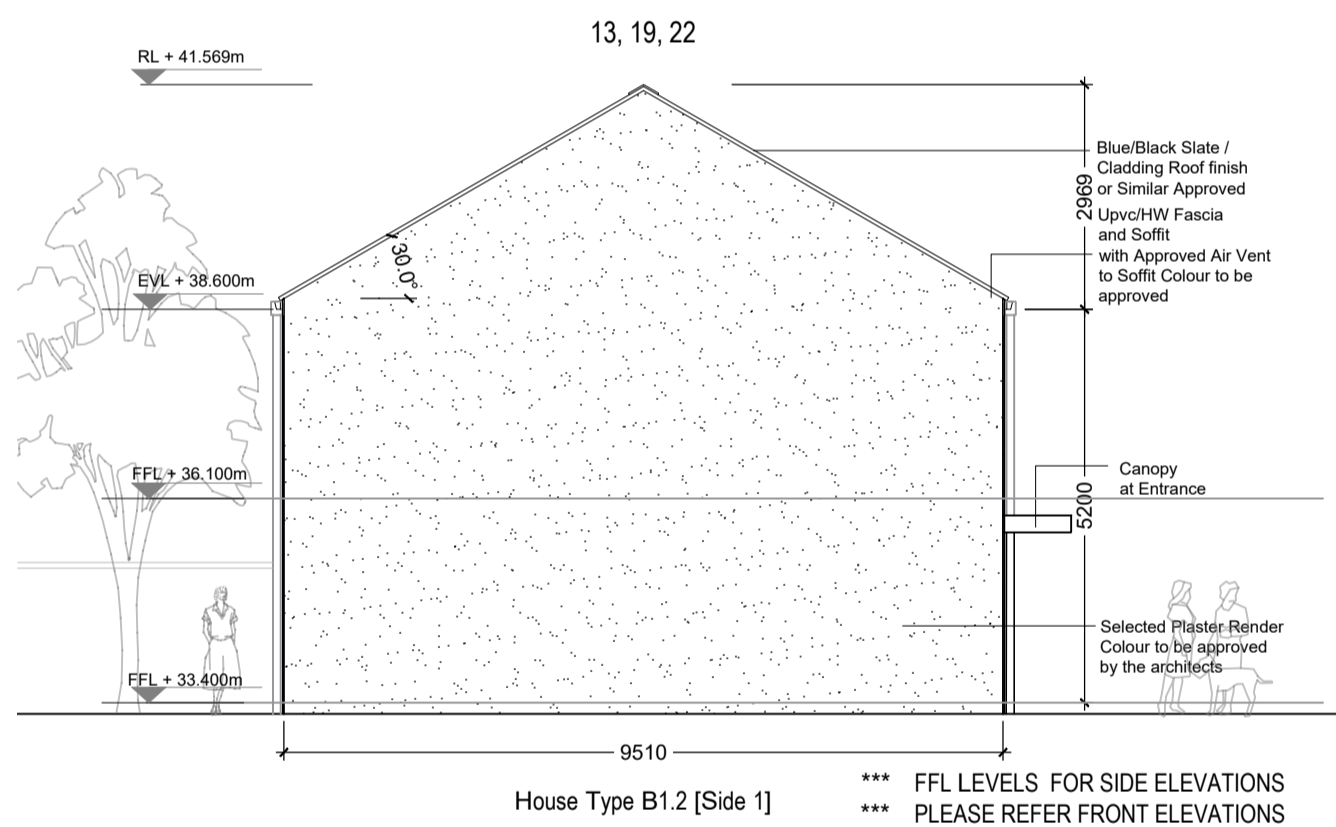 13, 19, 22
RL + 41.569m
Blue/Black Slate /
Cladding Roof finish
or Similar Approved
2969
Upvc/HW Fascia
and Soffit
with Approved Air Vent
to Soffit Colour to be
approved
30.0°
EVL + 38.600m
FFL + 36.100m
Canopy
at Entrance
5200
Selected Plaster Render
Colour to be approved
by the architects
FFL + 33.400m
9510
House Type B1.2 [Side 1]
*** FFL LEVELS FOR SIDE ELEVATIONS
*** PLEASE REFER FRONT ELEVATIONS